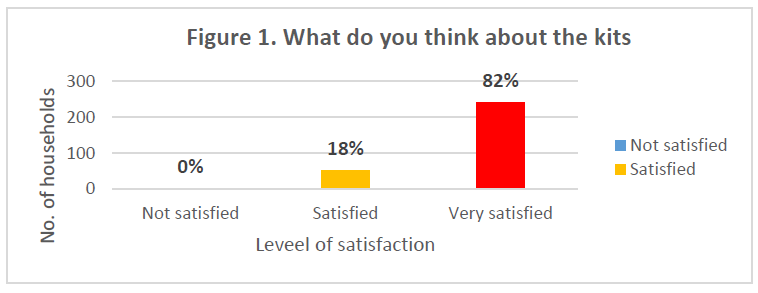 Figure 1. What do you think about the kits
No. of households
300
200
100
0
0%
18%
82%
Not satisfied
Satisfied
Very satisfied
Leveel of satisfaction
Not satisfied
Satisfied